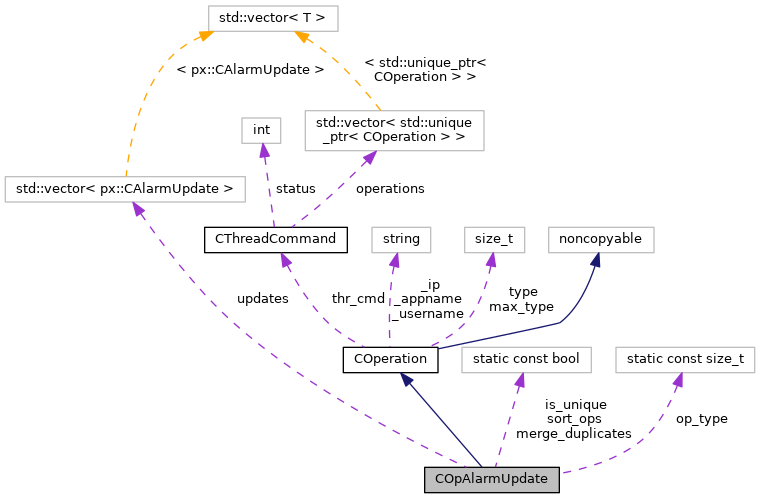 std::vector< T >
< std::unique_ptr<
COperation > >
< px::CAlarmUpdate >
int
std::vector< std::unique
_ptr< COperation > >
std::vector< px::CAlarmUpdate >
status
operations
CThreadCommand
string
size_t
noncopyable
updates
thr_cmd
_ip
_appname
_username
type
max_type
COperation
static const bool
static const size_t
is_unique
sort_ops
merge_duplicates
op_type
COpAlarmUpdate